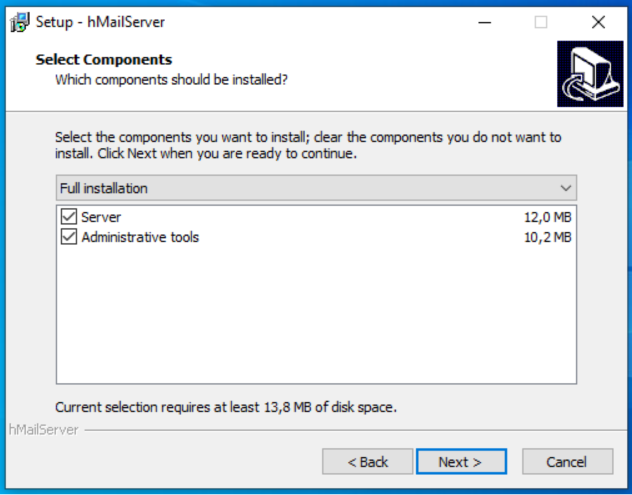 Setup - hMailServer
Select Components
Which components should be installed?
Select the components you want to install; clear the components you do not want to
install. Click Next when you are ready to continue.
Full installation
Server 12,0 MB
Administrative tools 10,2 MB
Current selection requires at least 13,8 MB of disk space.
hMailServer
< Back Next > Cancel